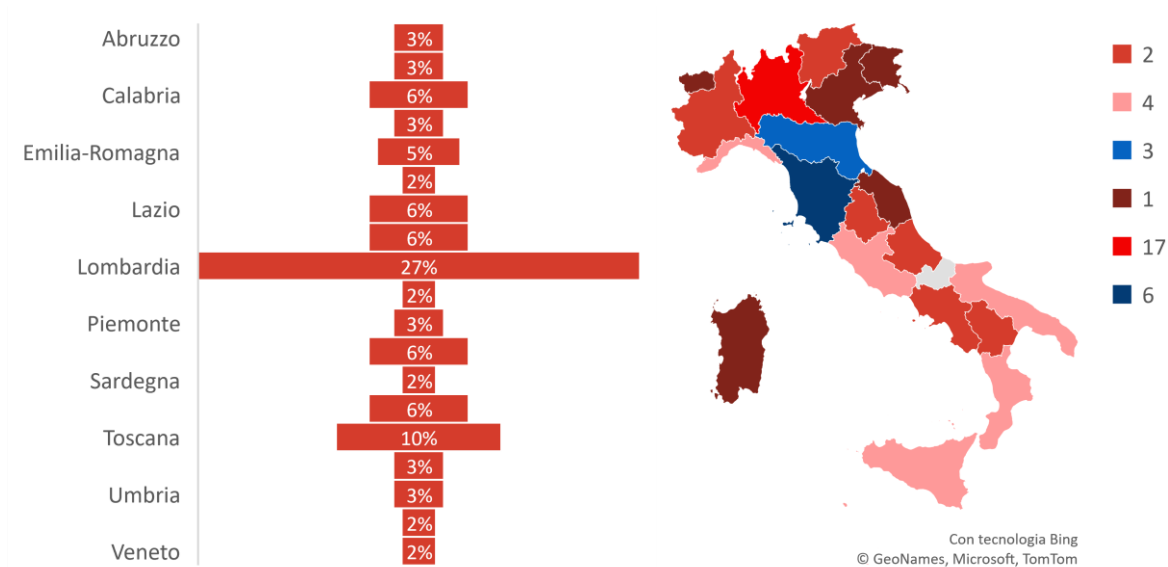 Abruzzo 3%
3%
Calabria 6%
3%
Emilia-Romagna 5%
2%
Lazio 6%
6%
Lombardia 27%
2%
Piemonte 3%
6%
Sardegna 2%
6%
Toscana 10%
3%
Umbria 3%
2%
Veneto 2%
2
4
3
1
17
6
Con tecnologia Bing
© GeoNames, Microsoft, TomTom